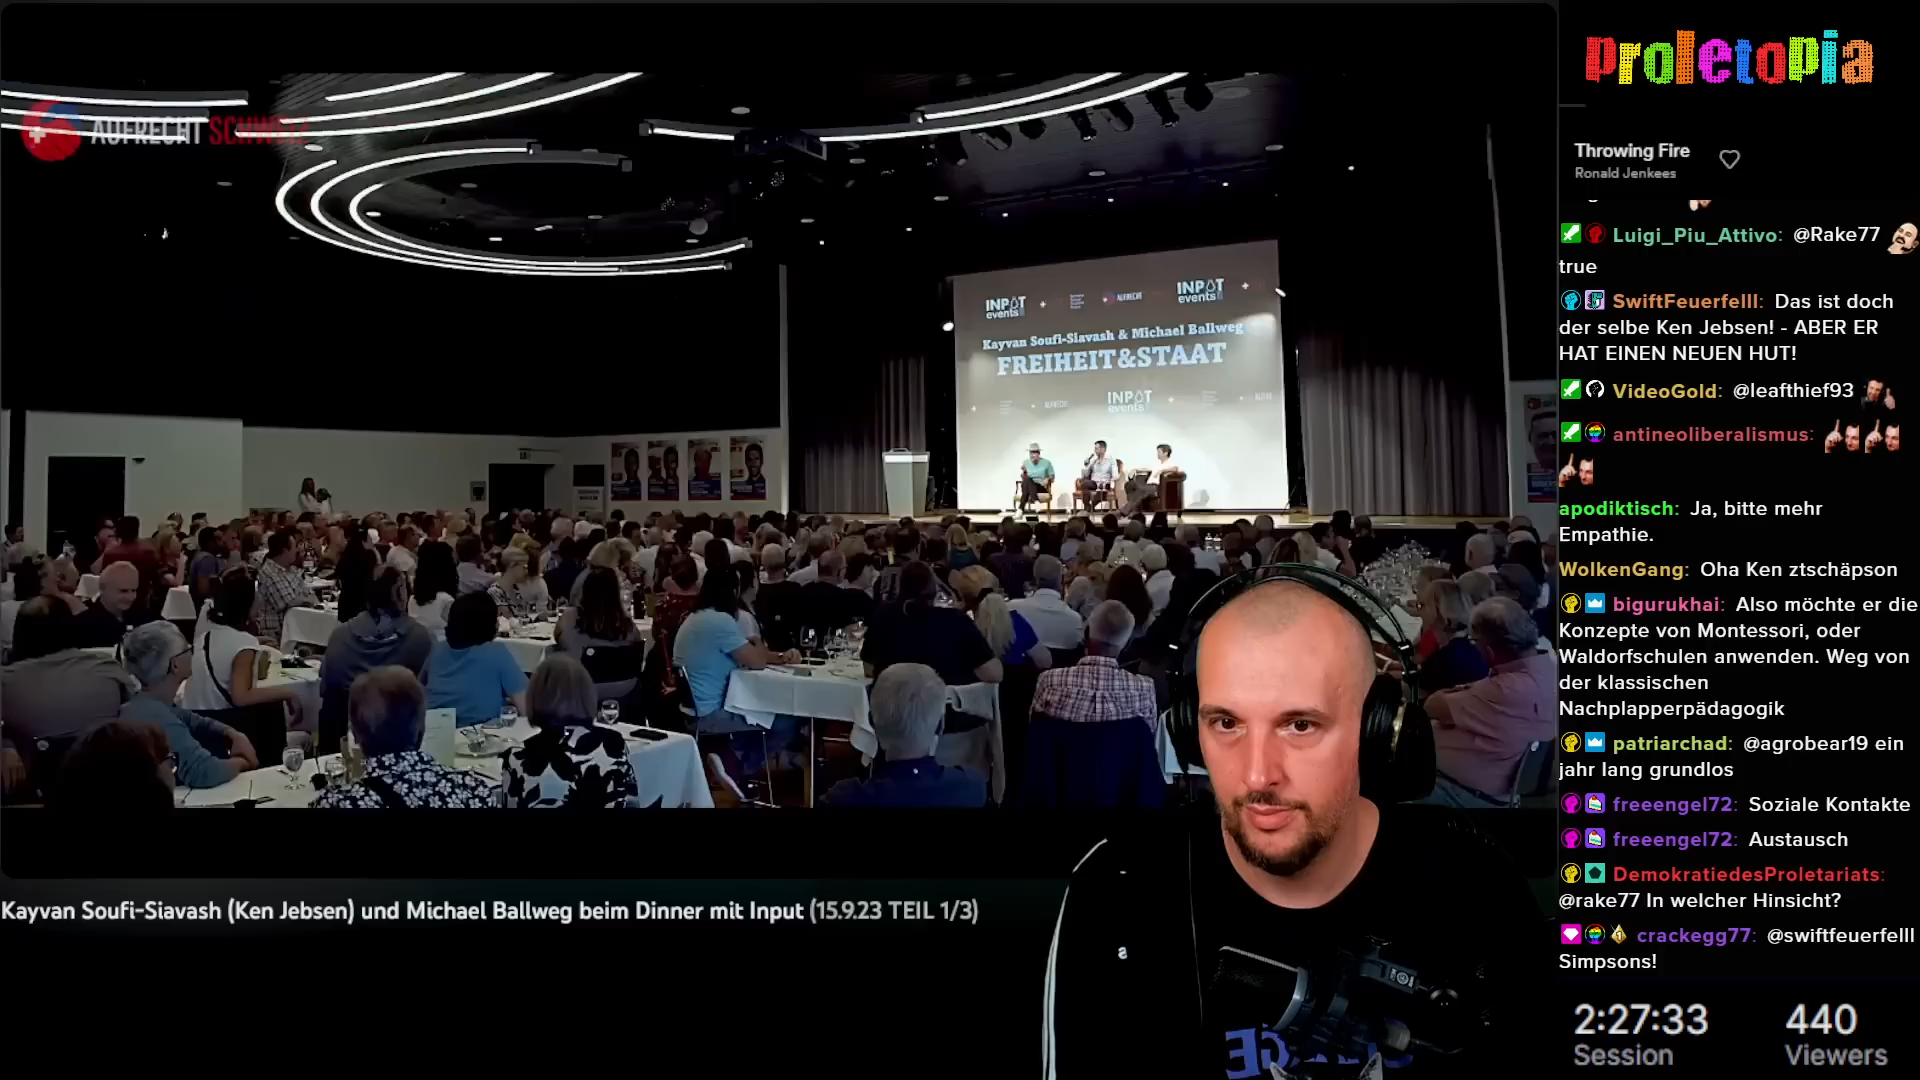 AUFRECHT SCHWEIZ
INPUT
events
AUFRECHT
INPUT
events
Kayvan Soufi-Siavash & Michael Ballweg
FREIHEIT&STAAT
INPUT
events
Kayvan Soufi-Siavash (Ken Jebsen) und Michael Ballweg beim Dinner mit Input (15.9.23 TEIL 1/3)
Proletopia
Throwing Fire
Ronald Jenkees
Luigi_Piu_Attivo: @Rake77
true
SwiftFeuerfelll: Das ist doch
der selbe Ken Jebsen! - ABER ER
HAT EINEN NEUEN HUT!
VideoGold: @leafthief93
antineoliberalismus:
apodiktisch: Ja, bitte mehr
Empathie.
WolkenGang: Oha Ken ztschäpson
bigurukhai: Also möchte er die
Konzepte von Montessori, oder
Waldorfschulen anwenden. Weg von
der klassischen
Nachplapperpädagogik
patriarchad: @agrobear19 ein
jahr lang grundlos
freeengel72: Soziale Kontakte
freeengel72: Austausch
DemokratiedesProletariats:
@rake77 In welcher Hinsicht?
crackegg77: @swiftfeuerfelll
Simpsons!
2:27:33
Session
440
Viewers